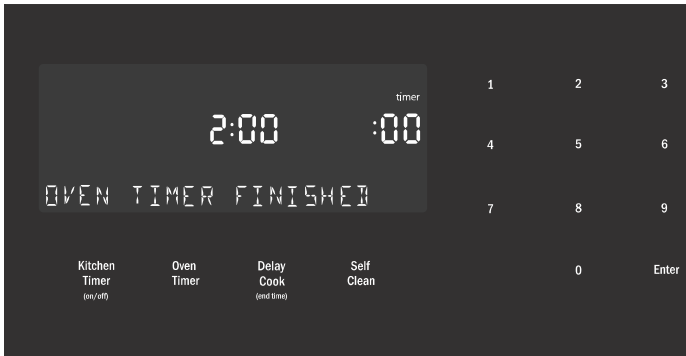 timer
2:00 :00
OVEN TIMER FINISHED
1 2 3
4 5 6
7 8 9
0 Enter
Kitchen Timer (on/off)
Oven Timer
Delay Cook (end time)
Self Clean